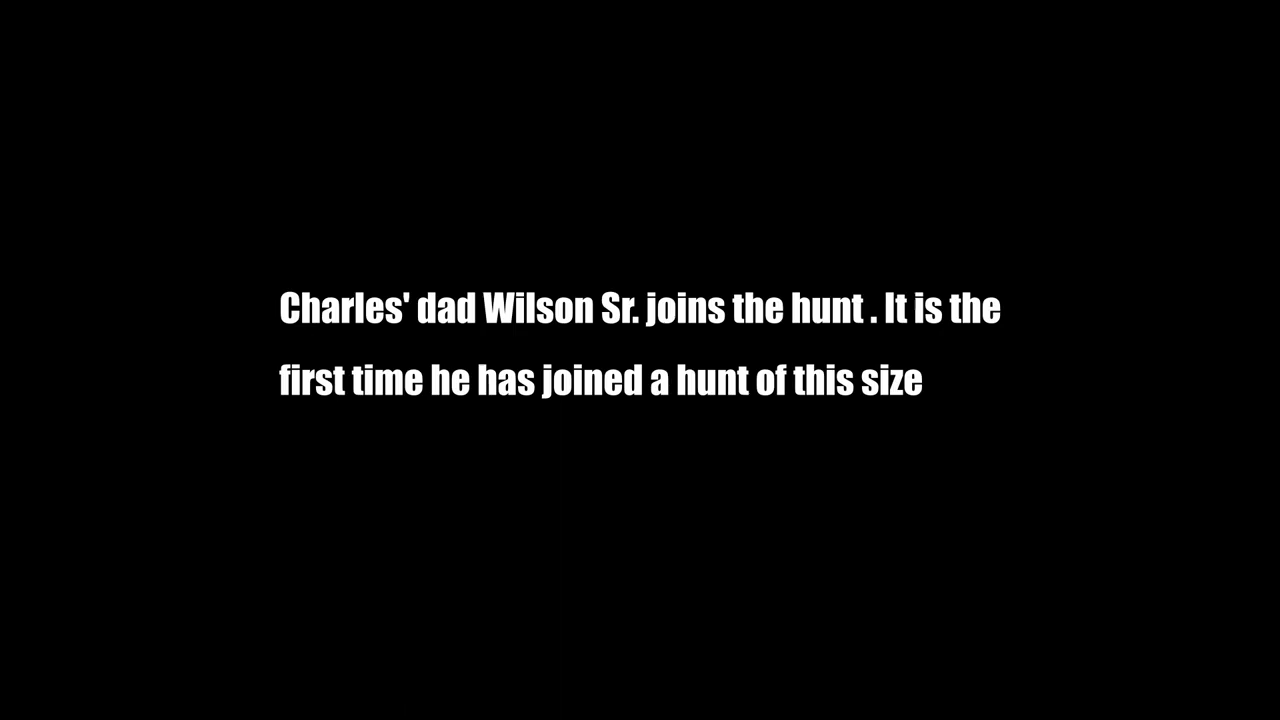 Charles' dad Wilson Sr. joins the hunt . It is the
first time he has joined a hunt of this size